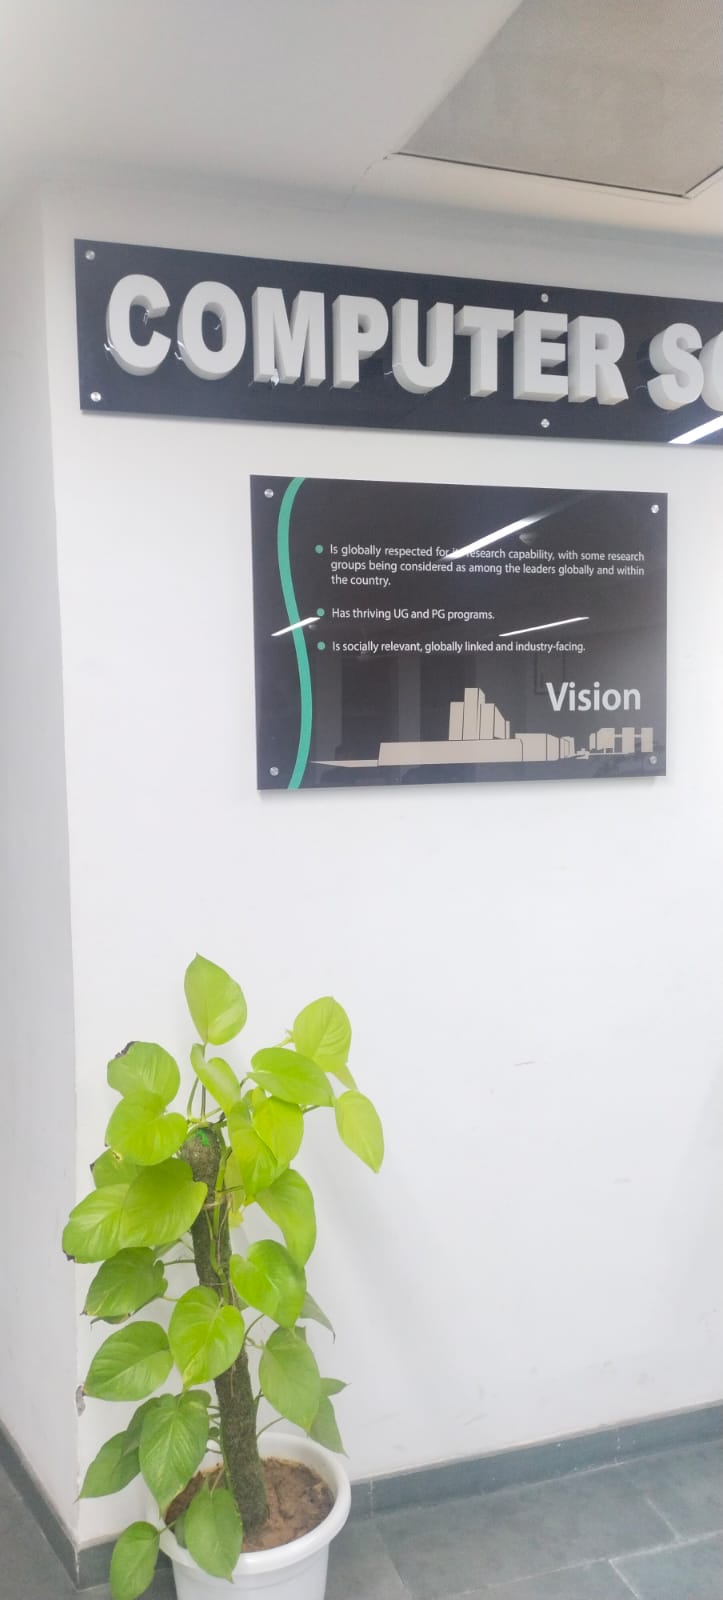 COMPUTER SC
Is globally respected for its research capability, with some research
groups being considered as among the leaders globally and within
the country.
Has thriving UG and PG programs.
Is socially relevant, globally linked and industry-facing.
Vision